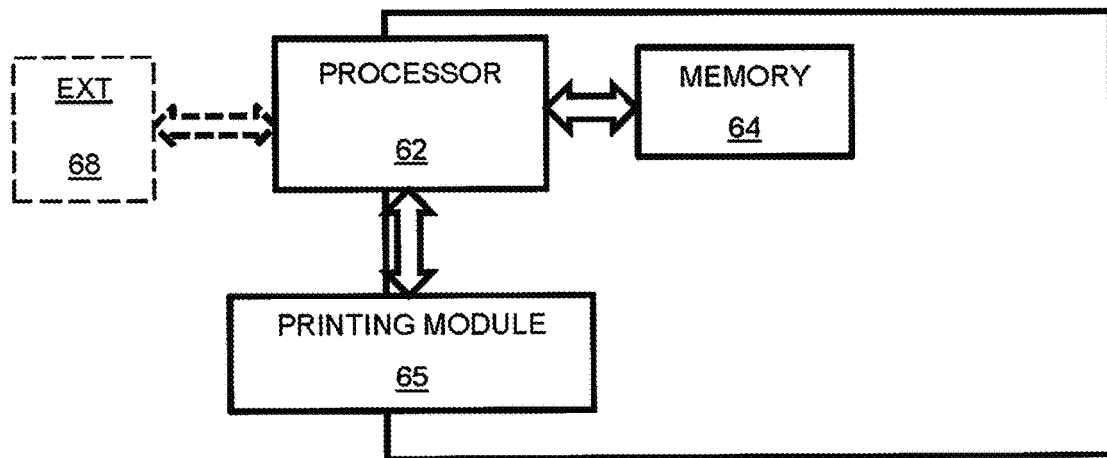 EXT
68
PROCESSOR
62
MEMORY
64
PRINTING MODULE
65